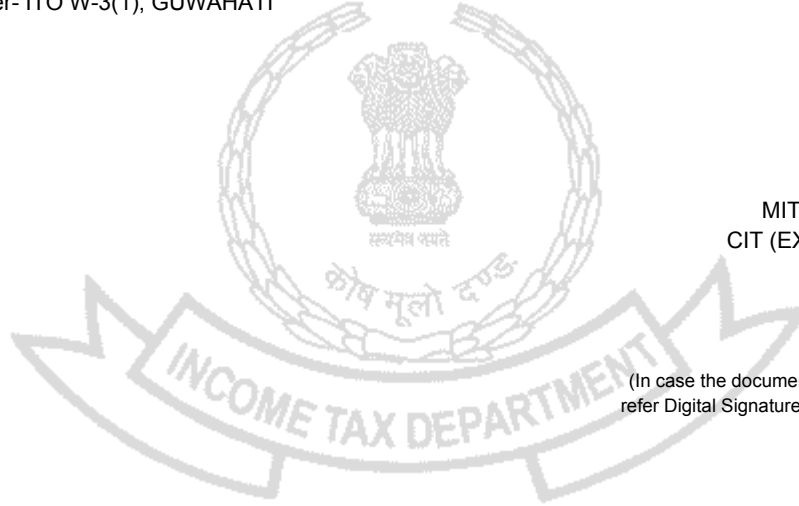 er- ITO W-3(1), GUWAHATI
सत्यमेव जयते
कोष मूलो दण्ड:
MIT
CIT (EX
INCOME TAX DEPARTMENT
(In case the docume
refer Digital Signature